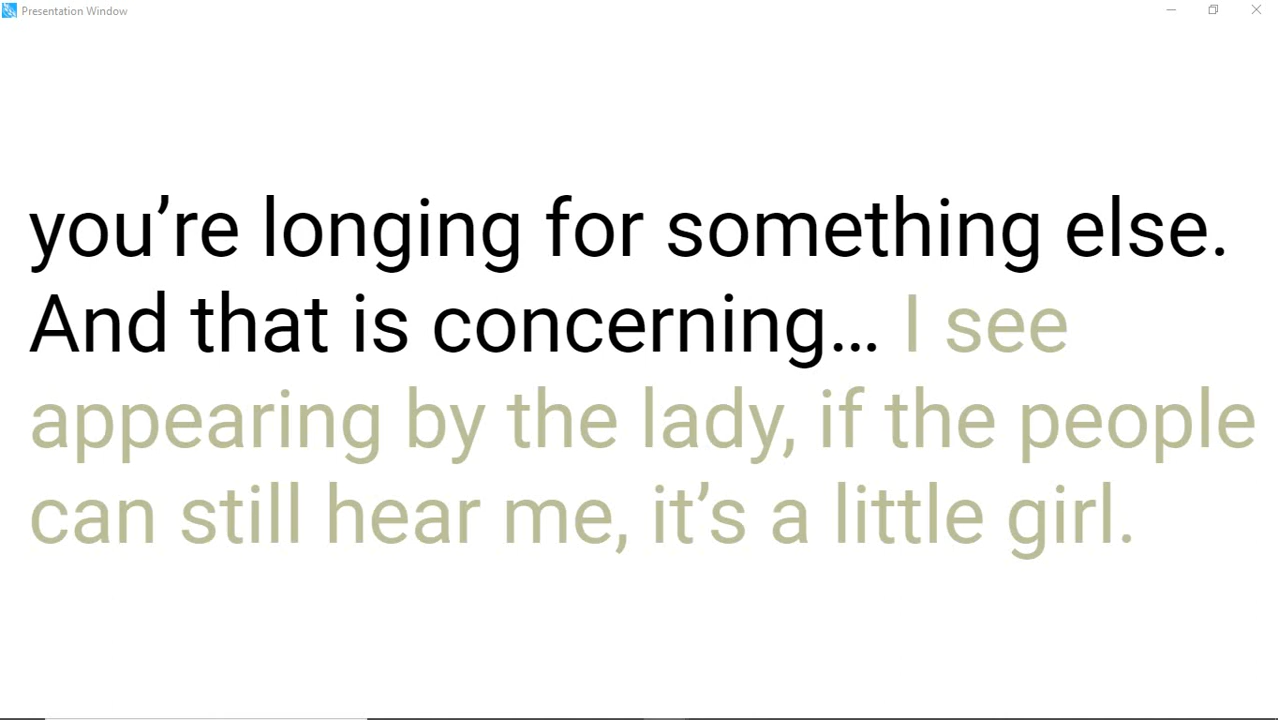 Presentation Window
you’re longing for something else.
And that is concerning… I see
appearing by the lady, if the people
can still hear me, it’s a little girl.